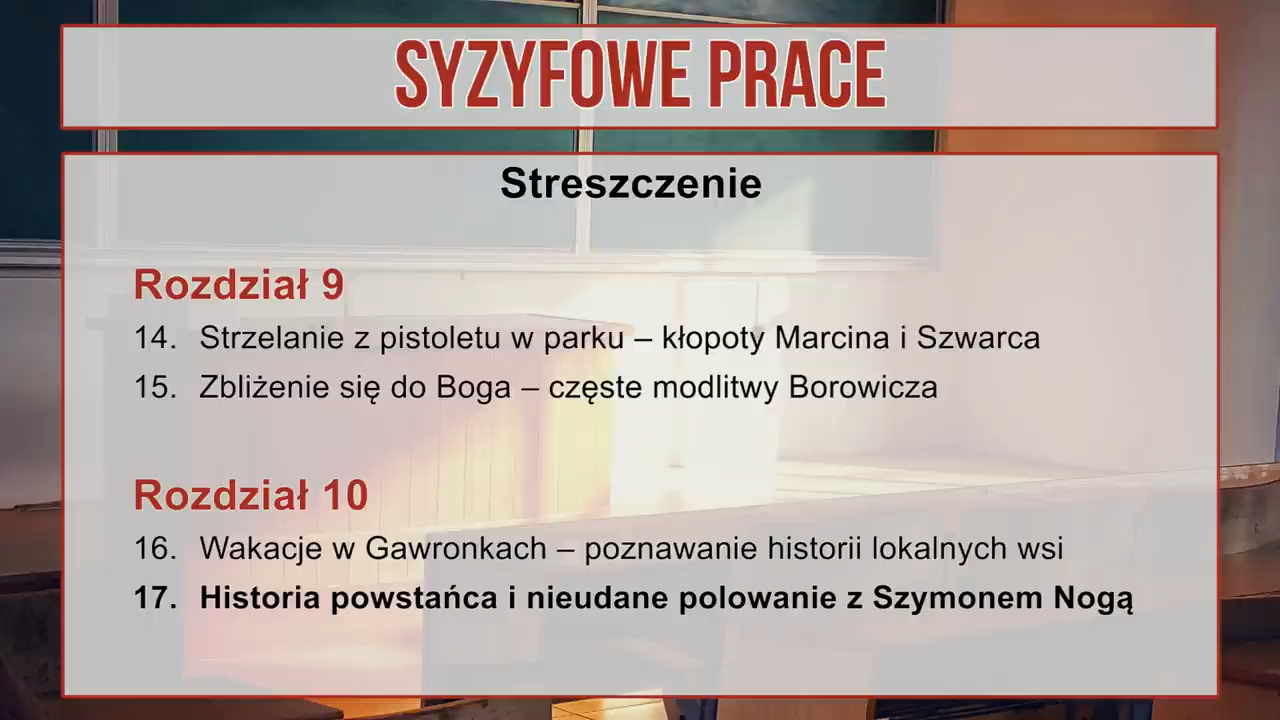 SYZYFOWE PRACE
Streszczenie
Rozdział 9
14. Strzelanie z pistoletu w parku – kłopoty Marcina i Szwarca
15. Zbliżenie się do Boga – częste modlitwy Borowicza
Rozdział 10
16. Wakacje w Gawronkach – poznawanie historii lokalnych wsi
17. Historia powstańca i nieudane polowanie z Szymonem Nogą